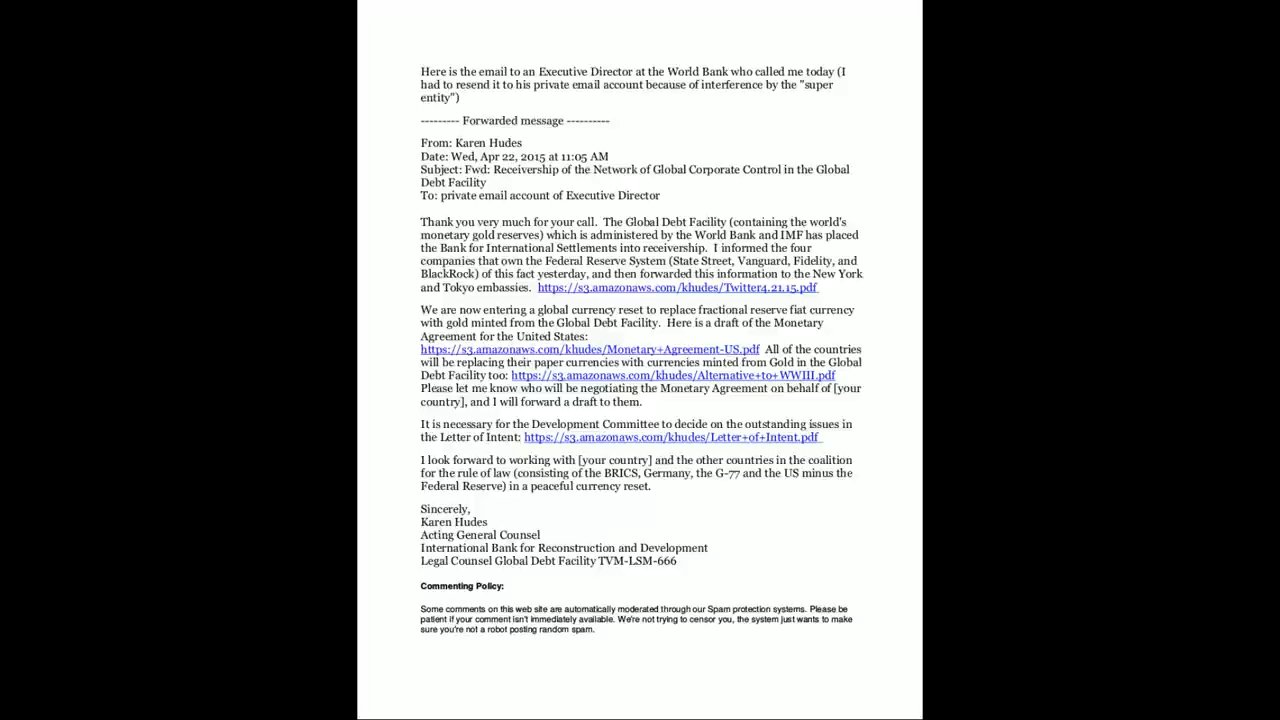 Here is the email to an Executive Director at the World Bank who called me today (I
had to resend it to his private email account because of interference by the "super
entity")
--------- Forwarded message ----------
From: Karen Hudes
Date: Wed, Apr 22, 2015 at 11:05 AM
Subject: Fwd: Receivership of the Network of Global Corporate Control in the Global
Debt Facility
To: private email account of Executive Director
Thank you very much for your call.  The Global Debt Facility (containing the world's
monetary gold reserves) which is administered by the World Bank and IMF has placed
the Bank for International Settlements into receivership.  I informed the four
companies that own the Federal Reserve System (State Street, Vanguard, Fidelity, and
BlackRock) of this fact yesterday, and then forwarded this information to the New York
and Tokyo embassies.  https://s3.amazonaws.com/khudes/Twitter4.21.15.pdf
We are now entering a global currency reset to replace fractional reserve fiat currency
with gold minted from the Global Debt Facility.  Here is a draft of the Monetary
Agreement for the United States:
https://s3.amazonaws.com/khudes/Monetary+Agreement-US.pdf  All of the countries
will be replacing their paper currencies with currencies minted from Gold in the Global
Debt Facility too: https://s3.amazonaws.com/khudes/Alternative+to+WWIII.pdf
Please let me know who will be negotiating the Monetary Agreement on behalf of [your
country], and I will forward a draft to them.
It is necessary for the Development Committee to decide on the outstanding issues in
the Letter of Intent: https://s3.amazonaws.com/khudes/Letter+of+Intent.pdf
I look forward to working with [your country] and the other countries in the coalition
for the rule of law (consisting of the BRICS, Germany, the G-77 and the US minus the
Federal Reserve) in a peaceful currency reset.
Sincerely,
Karen Hudes
Acting General Counsel
International Bank for Reconstruction and Development
Legal Counsel Global Debt Facility TVM-LSM-666
Commenting Policy:
Some comments on this web site are automatically moderated through our Spam protection systems. Please be
patient if your comment isn't immediately available. We're not trying to censor you, the system just wants to make
sure you're not a robot posting random spam.